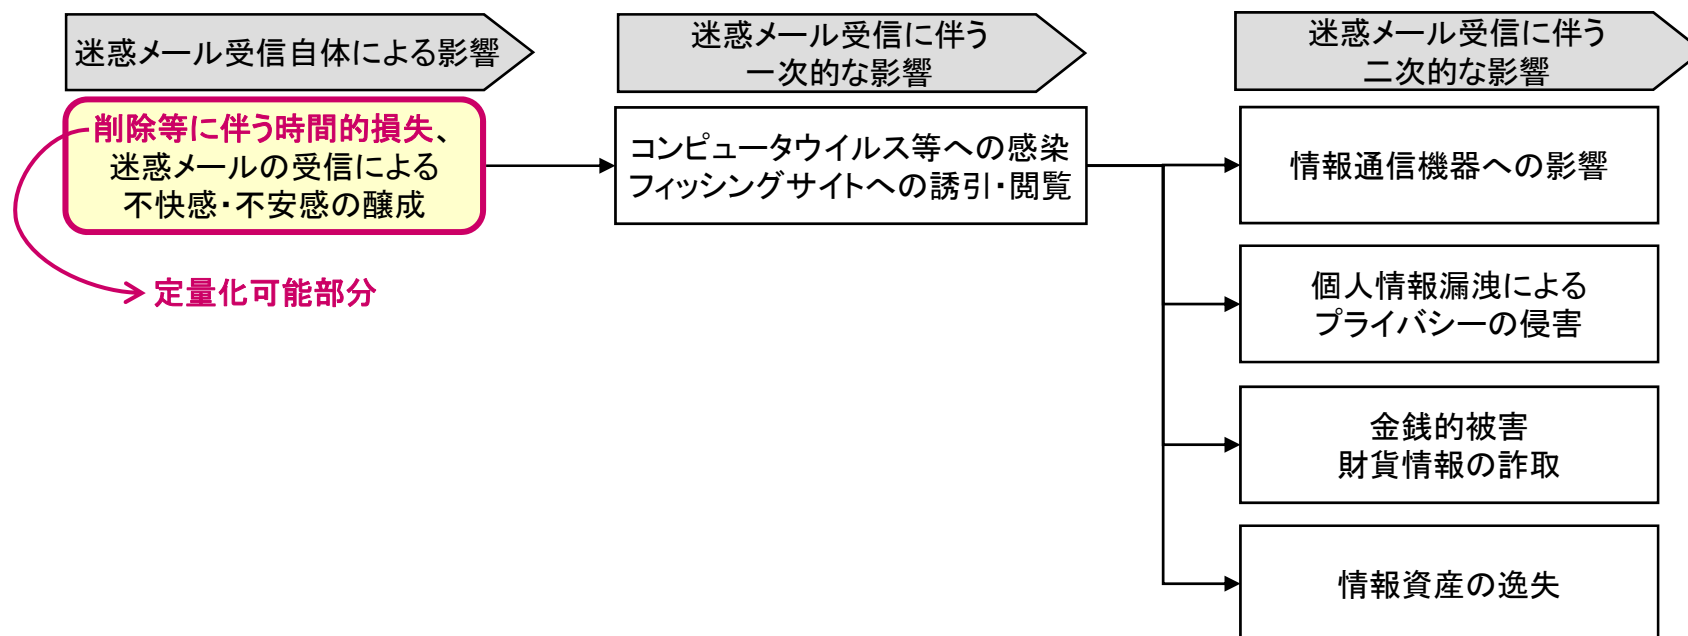 迷惑メール受信自体による影響
迷惑メール受信に伴う
一次的な影響
迷惑メール受信に伴う
二次的な影響
削除等に伴う時間的損失、
迷惑メールの受信による
不快感・不安感の醸成
定量化可能部分
コンピュータウイルス等への感染
フィッシングサイトへの誘引・閲覧
情報通信機器への影響
個人情報漏洩による
プライバシーの侵害
金銭的被害
財貨情報の詐取
情報資産の逸失